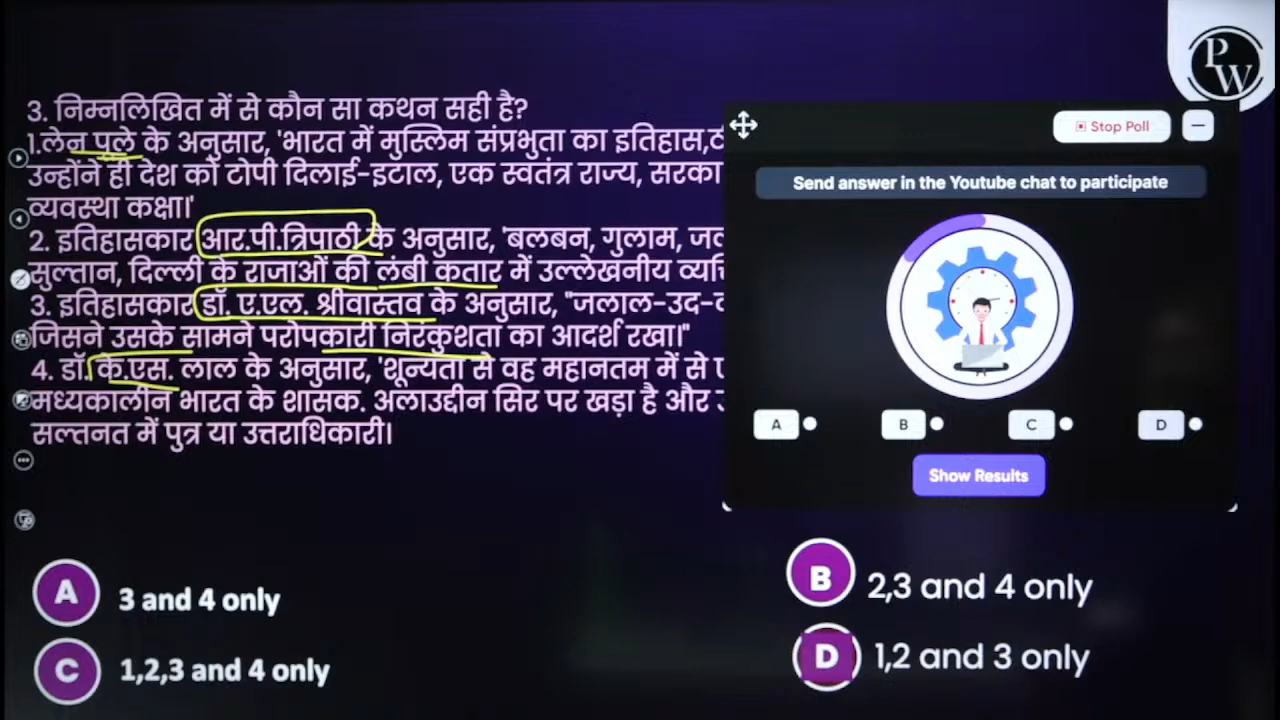 3. निम्नलिखित में से कौन सा कथन सही है?
1.लेन पूले के अनुसार, 'भारत में मुस्लिम संप्रभुता का इतिहास,
उन्होंने ही देश को टोपी दिलाई-इटाल, एक स्वतंत्र राज्य, सरका
व्यवस्था कक्षा।'
2. इतिहासकार आर.पी.त्रिपाठी के अनुसार, 'बलबन, गुलाम,
सुल्तान, दिल्ली के राजाओं की लंबी कतार में उल्लेखनीय
3. इतिहासकार डॉ. ए.एल. श्रीवास्तव के अनुसार, "जलाल-उद-
जिसने उसके सामने परोपकारी निरंकुशता का आदर्श रखा।"
4. डॉ. के.एस. लाल के अनुसार, 'शून्यता से वह महानतम में से
मध्यकालीन भारत के शासक. अलाउद्दीन सिर पर खड़ा है और
सल्तनत में पुत्र या उत्तराधिकारी।
PW
Stop Poll
Send answer in the Youtube chat to participate
A B C D
Show Results
A 3 and 4 only
B 2,3 and 4 only
C 1,2,3 and 4 only
D 1,2 and 3 only